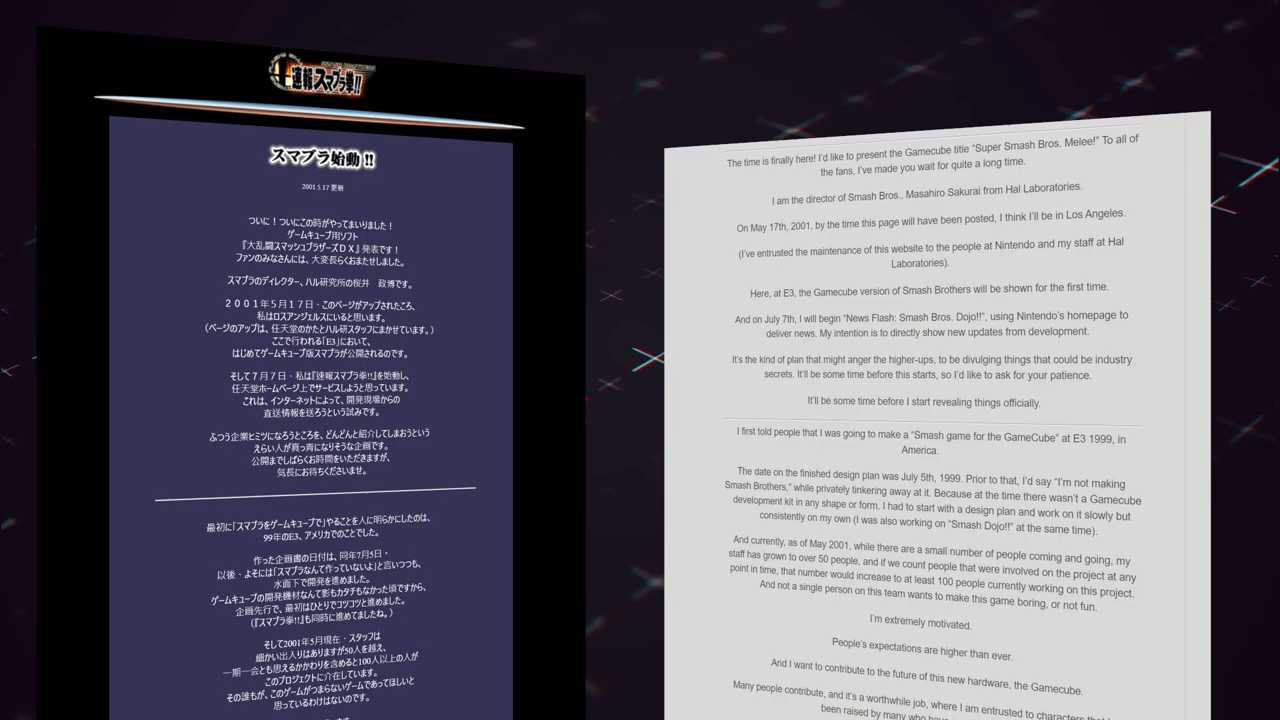 速報スマブラ拳!!
スマブラ始動 !!
2001.5.17 更新
ついに！ついにこの時がやってまいりました！
ゲームキューブ用ソフト
『大乱闘スマッシュブラザーズＤＸ』発表です！
ファンのみなさんには、大変長らくおまたせしました。
スマブラのディレクター、ハル研究所の桜井　政博です。
２００１年５月１７日、このページがアップされたころ、
私はロスアンジェルスにいると思います。
（ページのアップは、任天堂のかたとハル研スタッフにまかせています。）
ここで行われる「E3」において、
はじめてゲームキューブ版スマブラが公開されるのです。
そして７月７日、私は『速報スマブラ拳!!』を始動し、
任天堂ホームページ上でサービスしようと思っています。
これは、インターネットによって、開発現場からの
直送情報を送ろうという試みです。
ふつう企業ヒミツになろうところを、どんどんと紹介してしまおうという
えらい人が真っ青になりそうな企画です。
公開までしばらくお時間をいただきますが、
気長にお待ちくださいませ。
最初に「スマブラをゲームキューブで」やることを人に明らかにしたのは、
99年のE3、アメリカでのことでした。
作った企画書の日付は、同年7月5日・
以後、よそには「スマブラなんて作っていないよ」と言いつつも、
水面下で開発を進めました。
ゲームキューブの開発機材なんて影もカタチもなかった頃ですから、
企画先行で、最初はひとりでコツコツと進めました。
（『スマブラ拳!!』も同時に進めてましたね。）
そして2001年5月現在、スタッフは
細かい出入りはありますが50人を越え、
一期一会とも思えるかかわりを含めると100人以上の人が
このプロジェクトに介在しています。
その誰もが、このゲームがつまらないゲームであってほしいと
思っているわけはないのです。
The time is finally here! I'd like to present the Gamecube title “Super Smash Bros. Melee!” To all of
the fans, I've made you wait for quite a long time.
I am the director of Smash Bros., Masahiro Sakurai from Hal Laboratories.
On May 17th, 2001, by the time this page will have been posted, I think I'll be in Los Angeles.
(I've entrusted the maintenance of this website to the people at Nintendo and my staff at Hal
Laboratories).
Here, at E3, the Gamecube version of Smash Brothers will be shown for the first time.
And on July 7th, I will begin “News Flash: Smash Bros. Dojo!!”, using Nintendo's homepage to
deliver news. My intention is to directly show new updates from development.
It's the kind of plan that might anger the higher-ups, to be divulging things that could be industry
secrets. It'll be some time before this starts, so I'd like to ask for your patience.
It'll be some time before I start revealing things officially.
I first told people that I was going to make a “Smash game for the GameCube” at E3 1999, in
America.
The date on the finished design plan was July 5th, 1999. Prior to that, I'd say “I'm not making
Smash Brothers,” while privately tinkering away at it. Because at the time there wasn't a Gamecube
development kit in any shape or form, I had to start with a design plan and work on it slowly but
consistently on my own (I was also working on “Smash Dojo!!” at the same time).
And currently, as of May 2001, while there are a small number of people coming and going, my
staff has grown to over 50 people, and if we count people that were involved on the project at any
point in time, that number would increase to at least 100 people currently working on this project.
And not a single person on this team wants to make this game boring, or not fun.
I'm extremely motivated.
People's expectations are higher than ever.
And I want to contribute to the future of this new hardware, the Gamecube.
Many people contribute, and it's a worthwhile job, where I am entrusted to characters that
been raised by many who